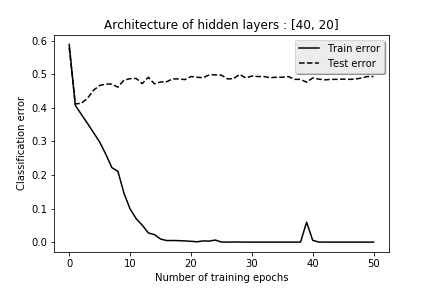 Architecture of hidden layers : [40, 20]
Train error
Test error
0.6
0.5
0.4
0.3
0.2
0.1
0.0
Classification error
0 10 20 30 40 50
Number of training epochs